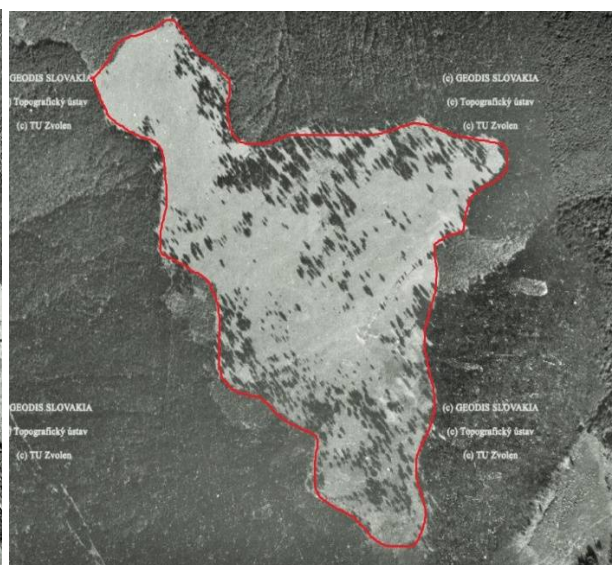 GEODIS SLOVAKIA
) Topografický ústav
(c) TU Zvolen
(c) GEODIS SLOVAKIA
(c) Topografický ústav
(c) TU Zvolen
GEODIS SLOVAKIA
) Topografický ústav
(c) TU Zvolen
(c) GEODIS SLOVAKIA
(c) Topografický ústav
(c) TU Zvolen